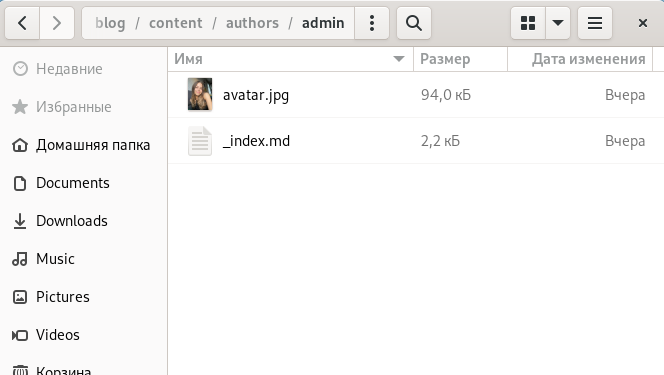 blog / content / authors / admin
Имя Размер Дата изменения
Недавние
avatar.jpg 94,0 кБ Вчера
Избранные
_index.md 2,2 кБ Вчера
Домашняя папка
Documents
Downloads
Music
Pictures
Videos
Корзина